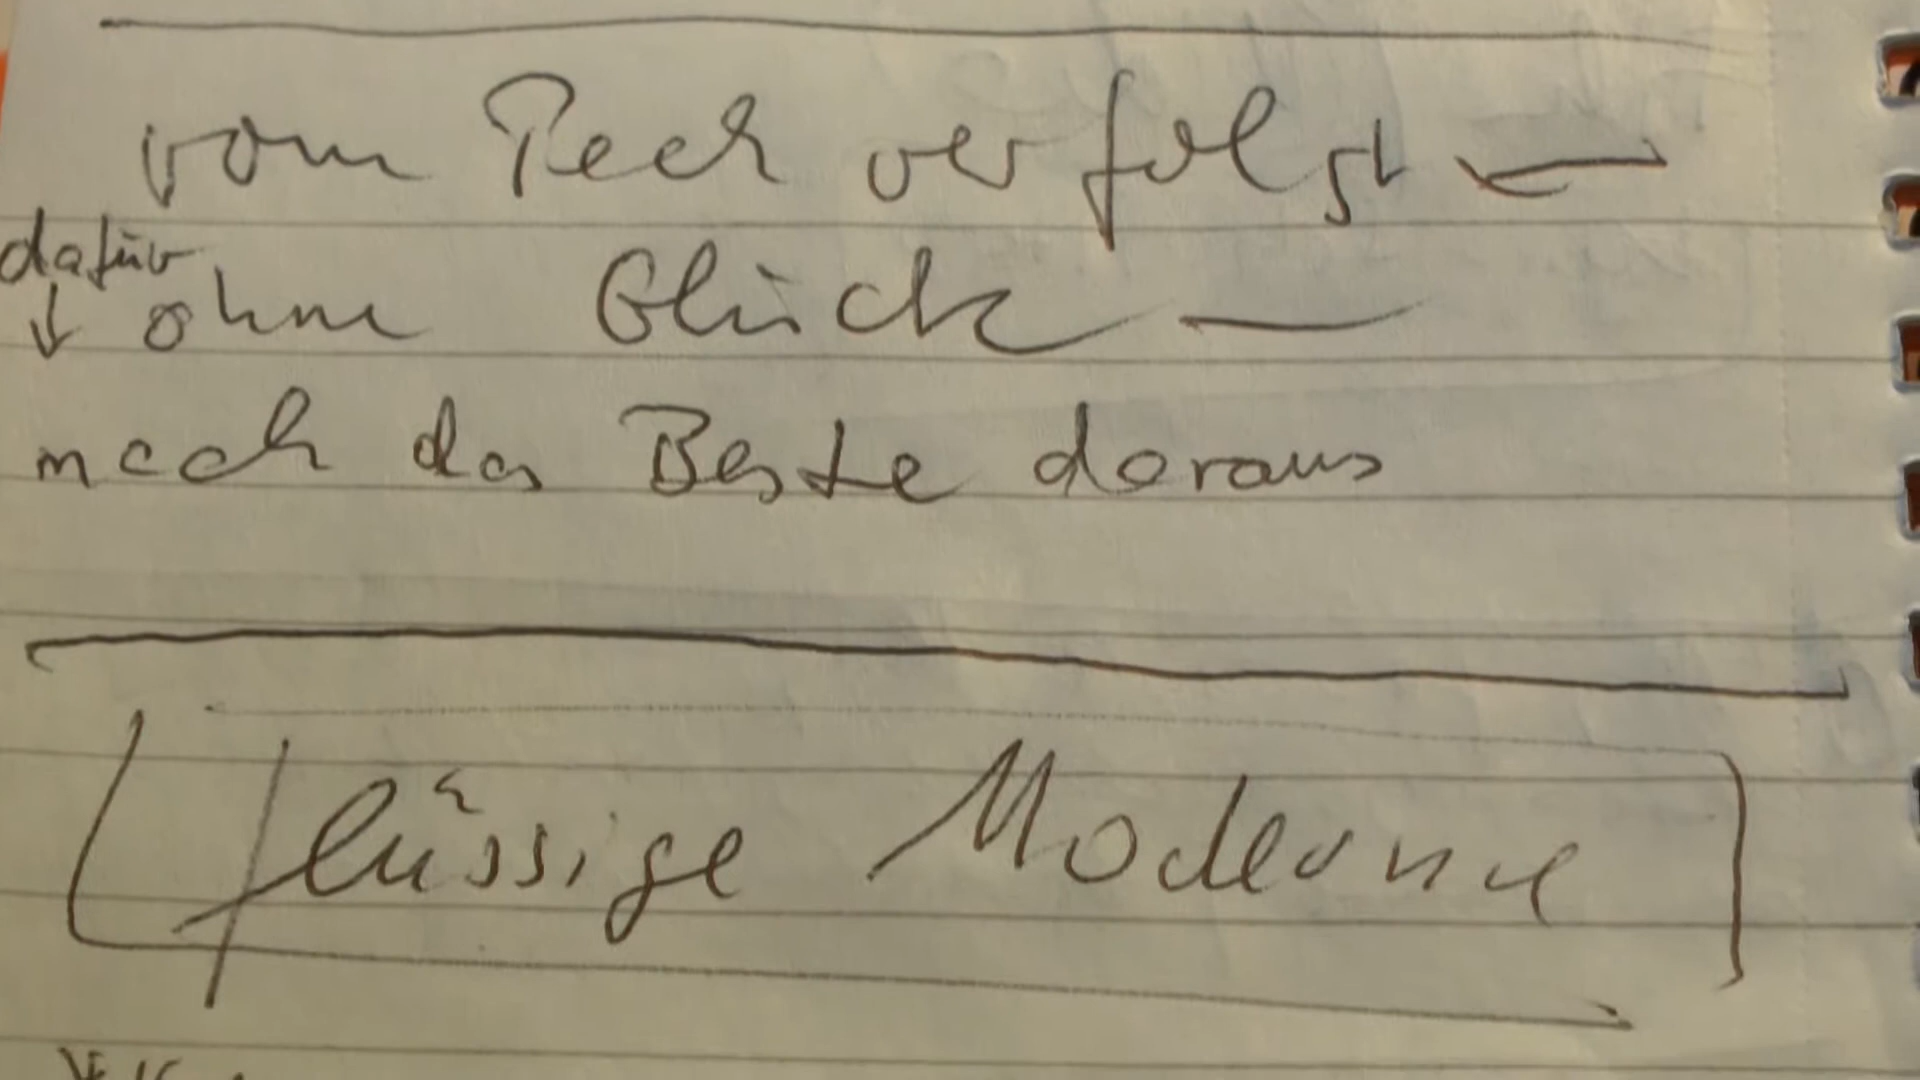 vom Pech verfolgt —
dafür
↓ ohne Glück —
mach das Beste daraus
flüssige Moderne